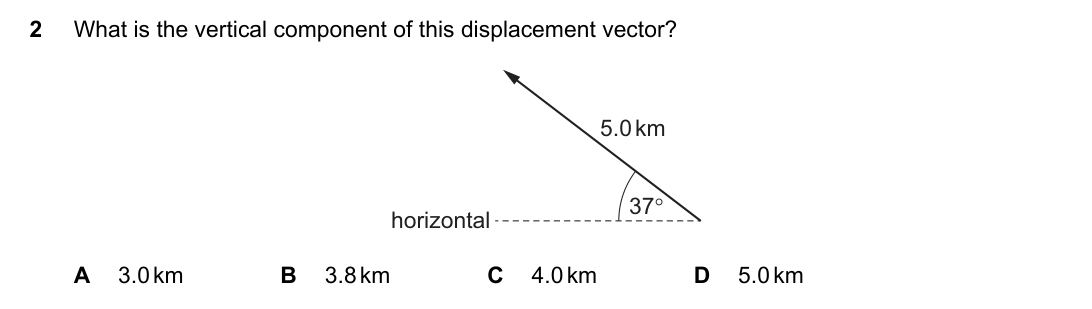 2 What is the vertical component of this displacement vector?
5.0 km
37°
horizontal
A 3.0 km B 3.8 km C 4.0 km D 5.0 km